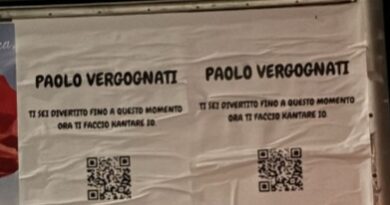 PAOLO VERGOGNATI
TI SEI DIVERTITO FINO A QUESTO MOMENTO
ORA TI FACCIO KANTARE IO.
PAOLO VERGOGNATI
TI SEI DIVERTITO FINO A QUESTO MOMENTO
ORA TI FACCIO KANTARE IO.